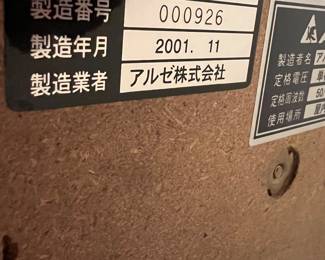 製造番号 000926
製造年月 2001. 11
製造業者 アルゼ株式会社
製造者名
定格電圧
定格周波数 50
使用場所